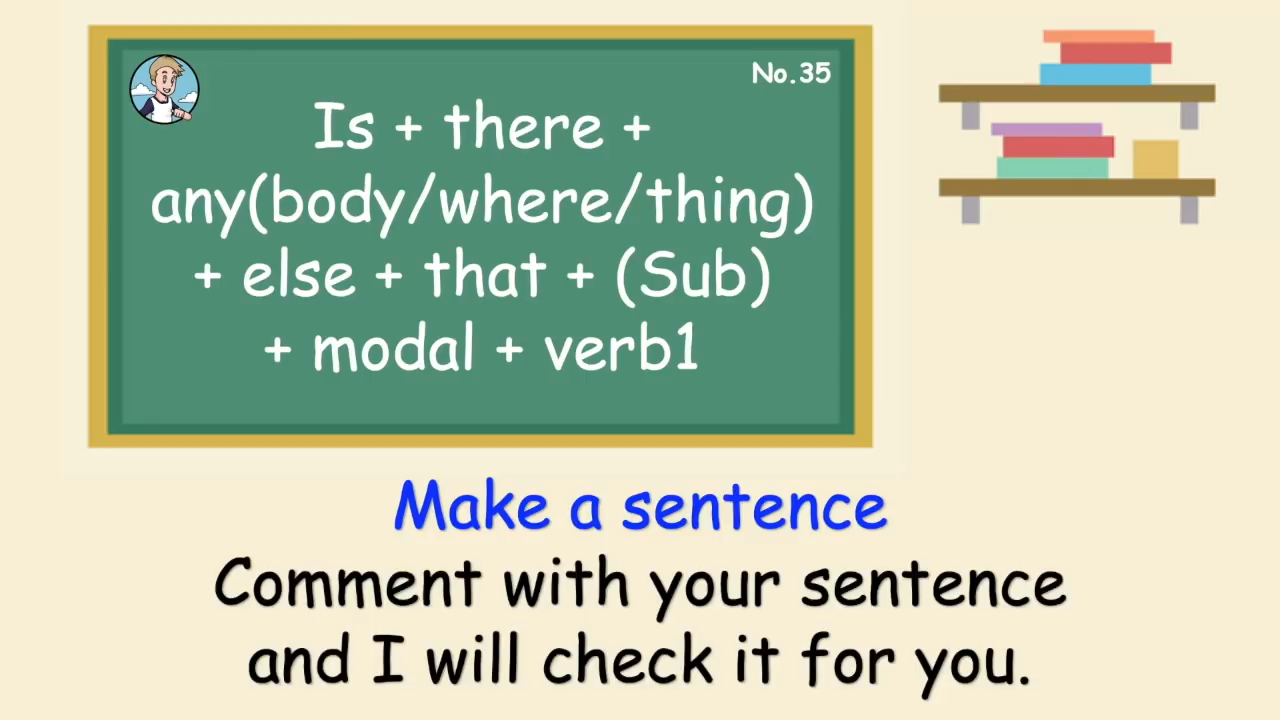 No.35
Is + there +
any(body/where/thing)
+ else + that + (Sub)
+ modal + verb1
Make a sentence
Comment with your sentence
and I will check it for you.